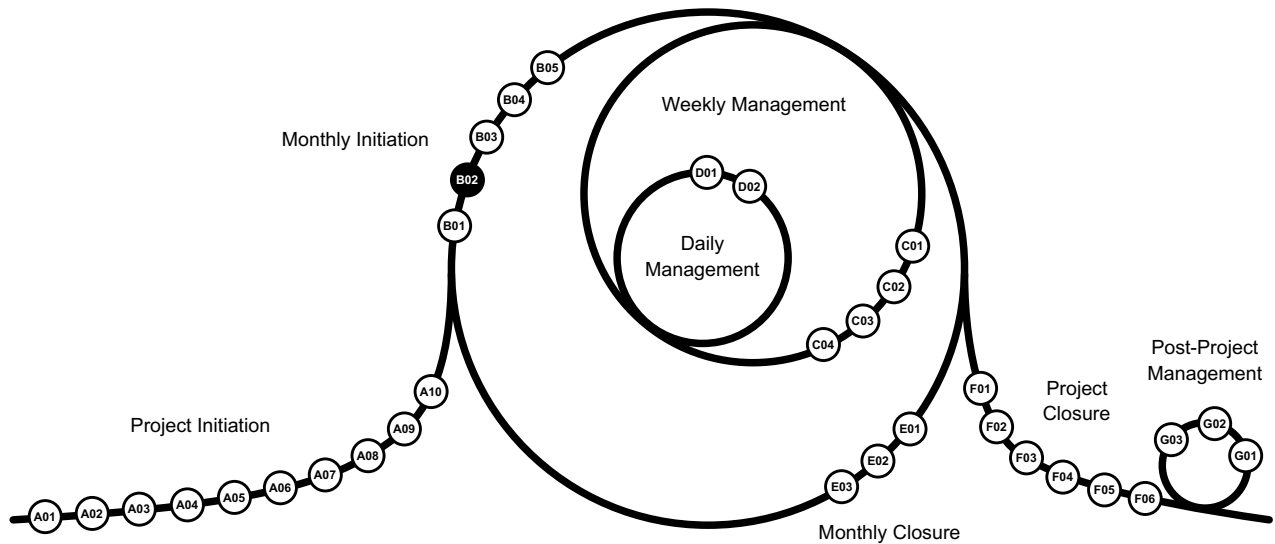 Project Initiation
A01
A02
A03
A04
A05
A06
A07
A08
A09
A10
Monthly Initiation
B01
B02
B03
B04
B05
Weekly Management
C01
C02
C03
C04
Daily
Management
D01
D02
Monthly Closure
E01
E02
E03
Project
Closure
F01
F02
F03
F04
F05
F06
Post-Project
Management
G01
G02
G03